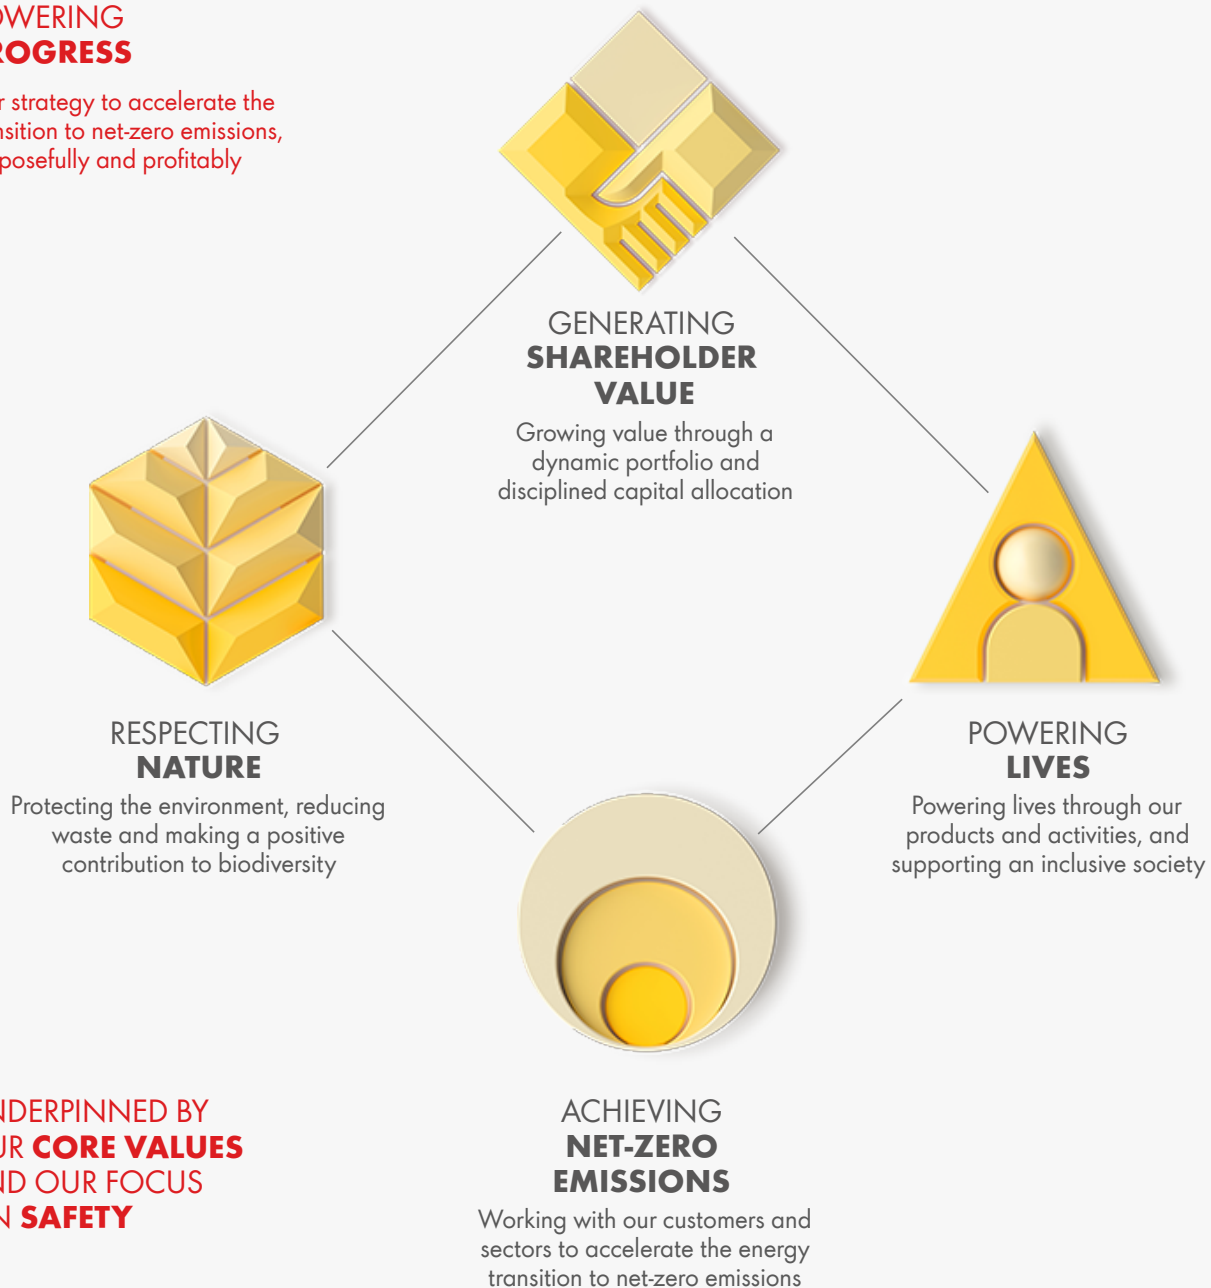 OWERING
ROGRESS
r strategy to accelerate the
nsition to net-zero emissions,
posefully and profitably
GENERATING
SHAREHOLDER
VALUE
Growing value through a
dynamic portfolio and
disciplined capital allocation
RESPECTING
NATURE
Protecting the environment, reducing
waste and making a positive
contribution to biodiversity
POWERING
LIVES
Powering lives through our
products and activities, and
supporting an inclusive society
NDERPINNED BY
UR CORE VALUES
ND OUR FOCUS
N SAFETY
ACHIEVING
NET-ZERO
EMISSIONS
Working with our customers and
sectors to accelerate the energy
transition to net-zero emissions